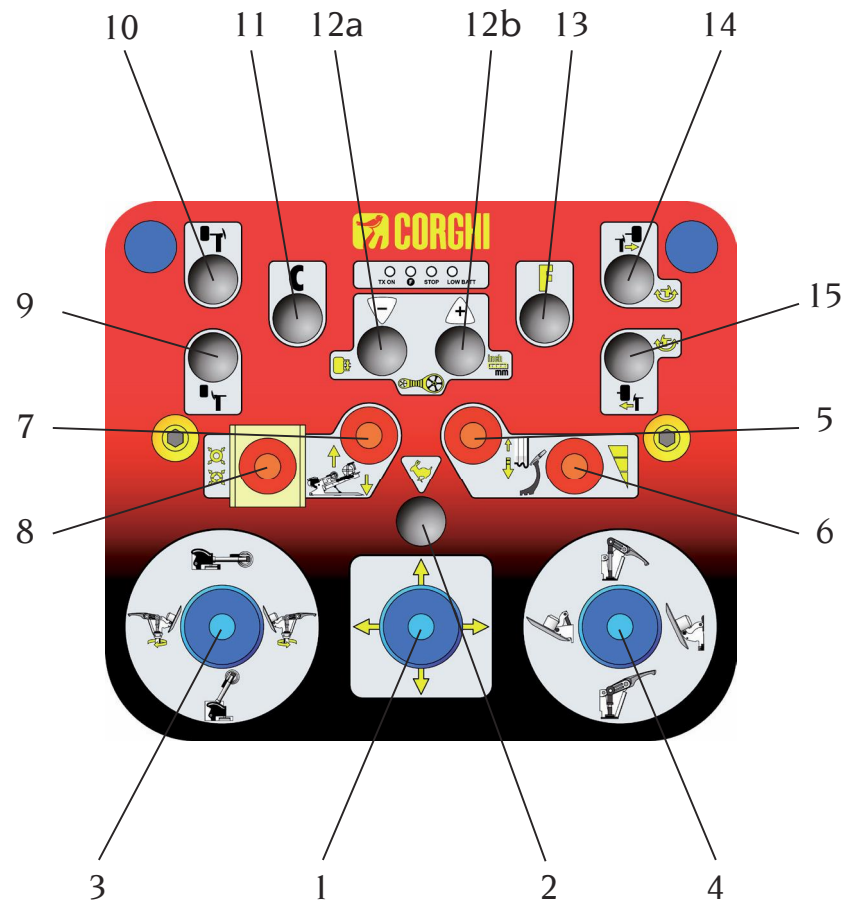 10 11 12a 12b 13 14
CORGHI
C
F
TX ON F STOP LOW BATT
− +
9
15
inch
mm
7
5
8
6
3 1 2 4